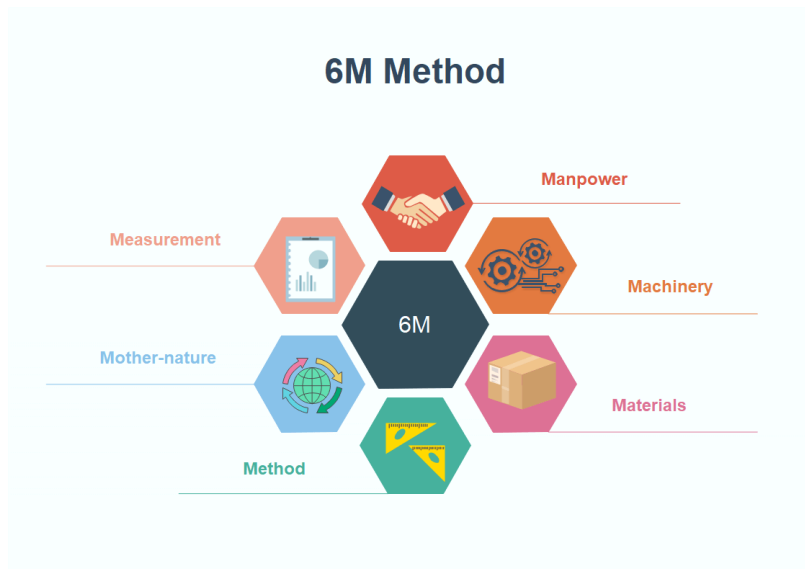 6M Method
Manpower
Measurement
Machinery
6M
Mother-nature
Materials
Method